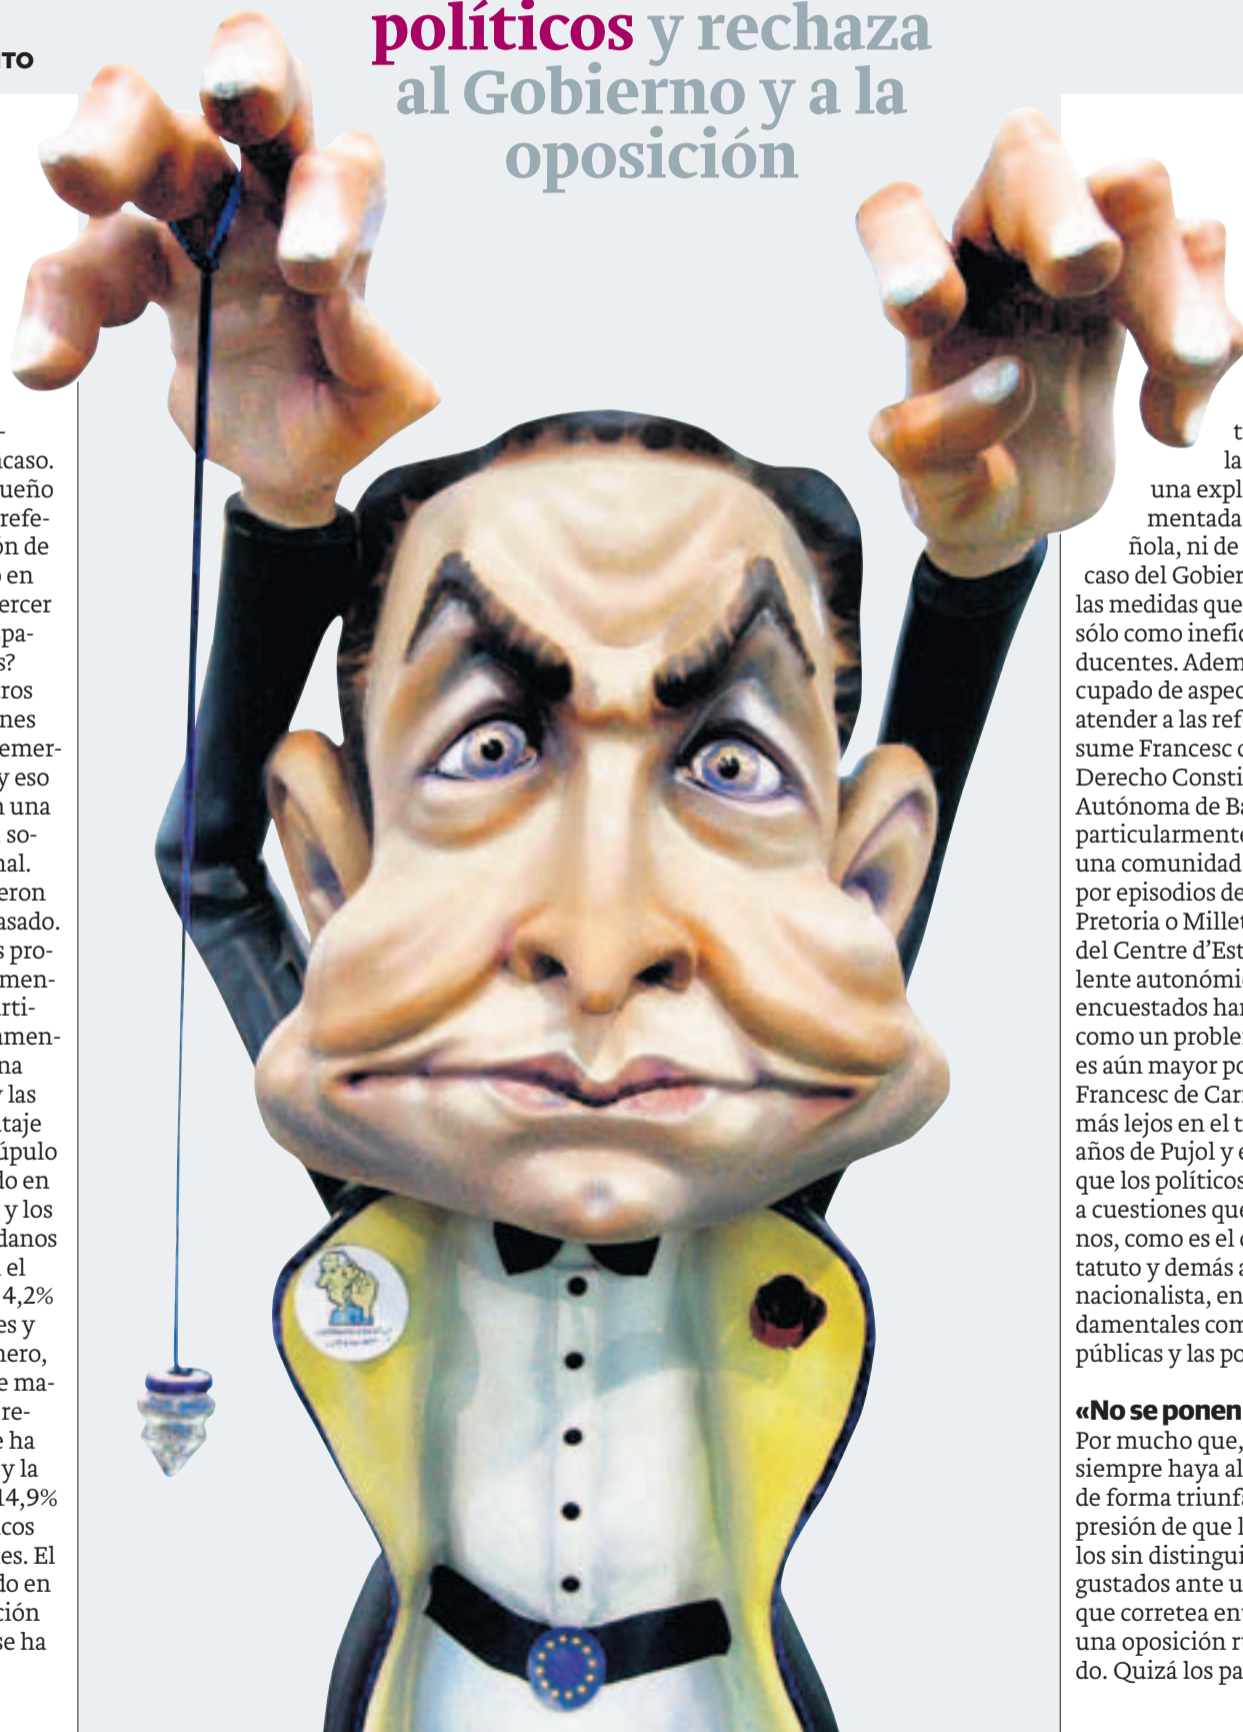 políticos y rechaza
al Gobierno y a la
oposición
TO
-
caso.
ueño
refe-
ón de
en
ercer
pa-
s?
ros
nes
emer-
y eso
n una
so-
nal.
eron
asado.
s pro-
men-
rti-
amen-
na
y las
taje
úpulo
do en
y los
danos
el
4,2%
es y
nero,
e ma-
re-
e ha
y la
14,9%
cos
es. El
do en
ción
se ha
t
la
una expl
mentada
ñola, ni de
caso del Gobier
las medidas que
sólo como inefic
ducentes. Adem
cupado de aspec
atender a las ref
sume Francesc d
Derecho Consti
Autónoma de Ba
particularmente
una comunidad
por episodios de
Pretoria o Millet
del Centre d’Est
lente autonómi
encuestados han
como un proble
es aún mayor po
Francesc de Carr
más lejos en el t
años de Pujol y e
que los políticos
a cuestiones que
nos, como es el
tatuto y demás a
nacionalista, en
damentales com
públicas y las po
«No se ponen
Por mucho que,
siempre haya al
de forma triunfa
presión de que l
los sin distingui
gustados ante u
que corretea en
una oposición r
do. Quizá los pa